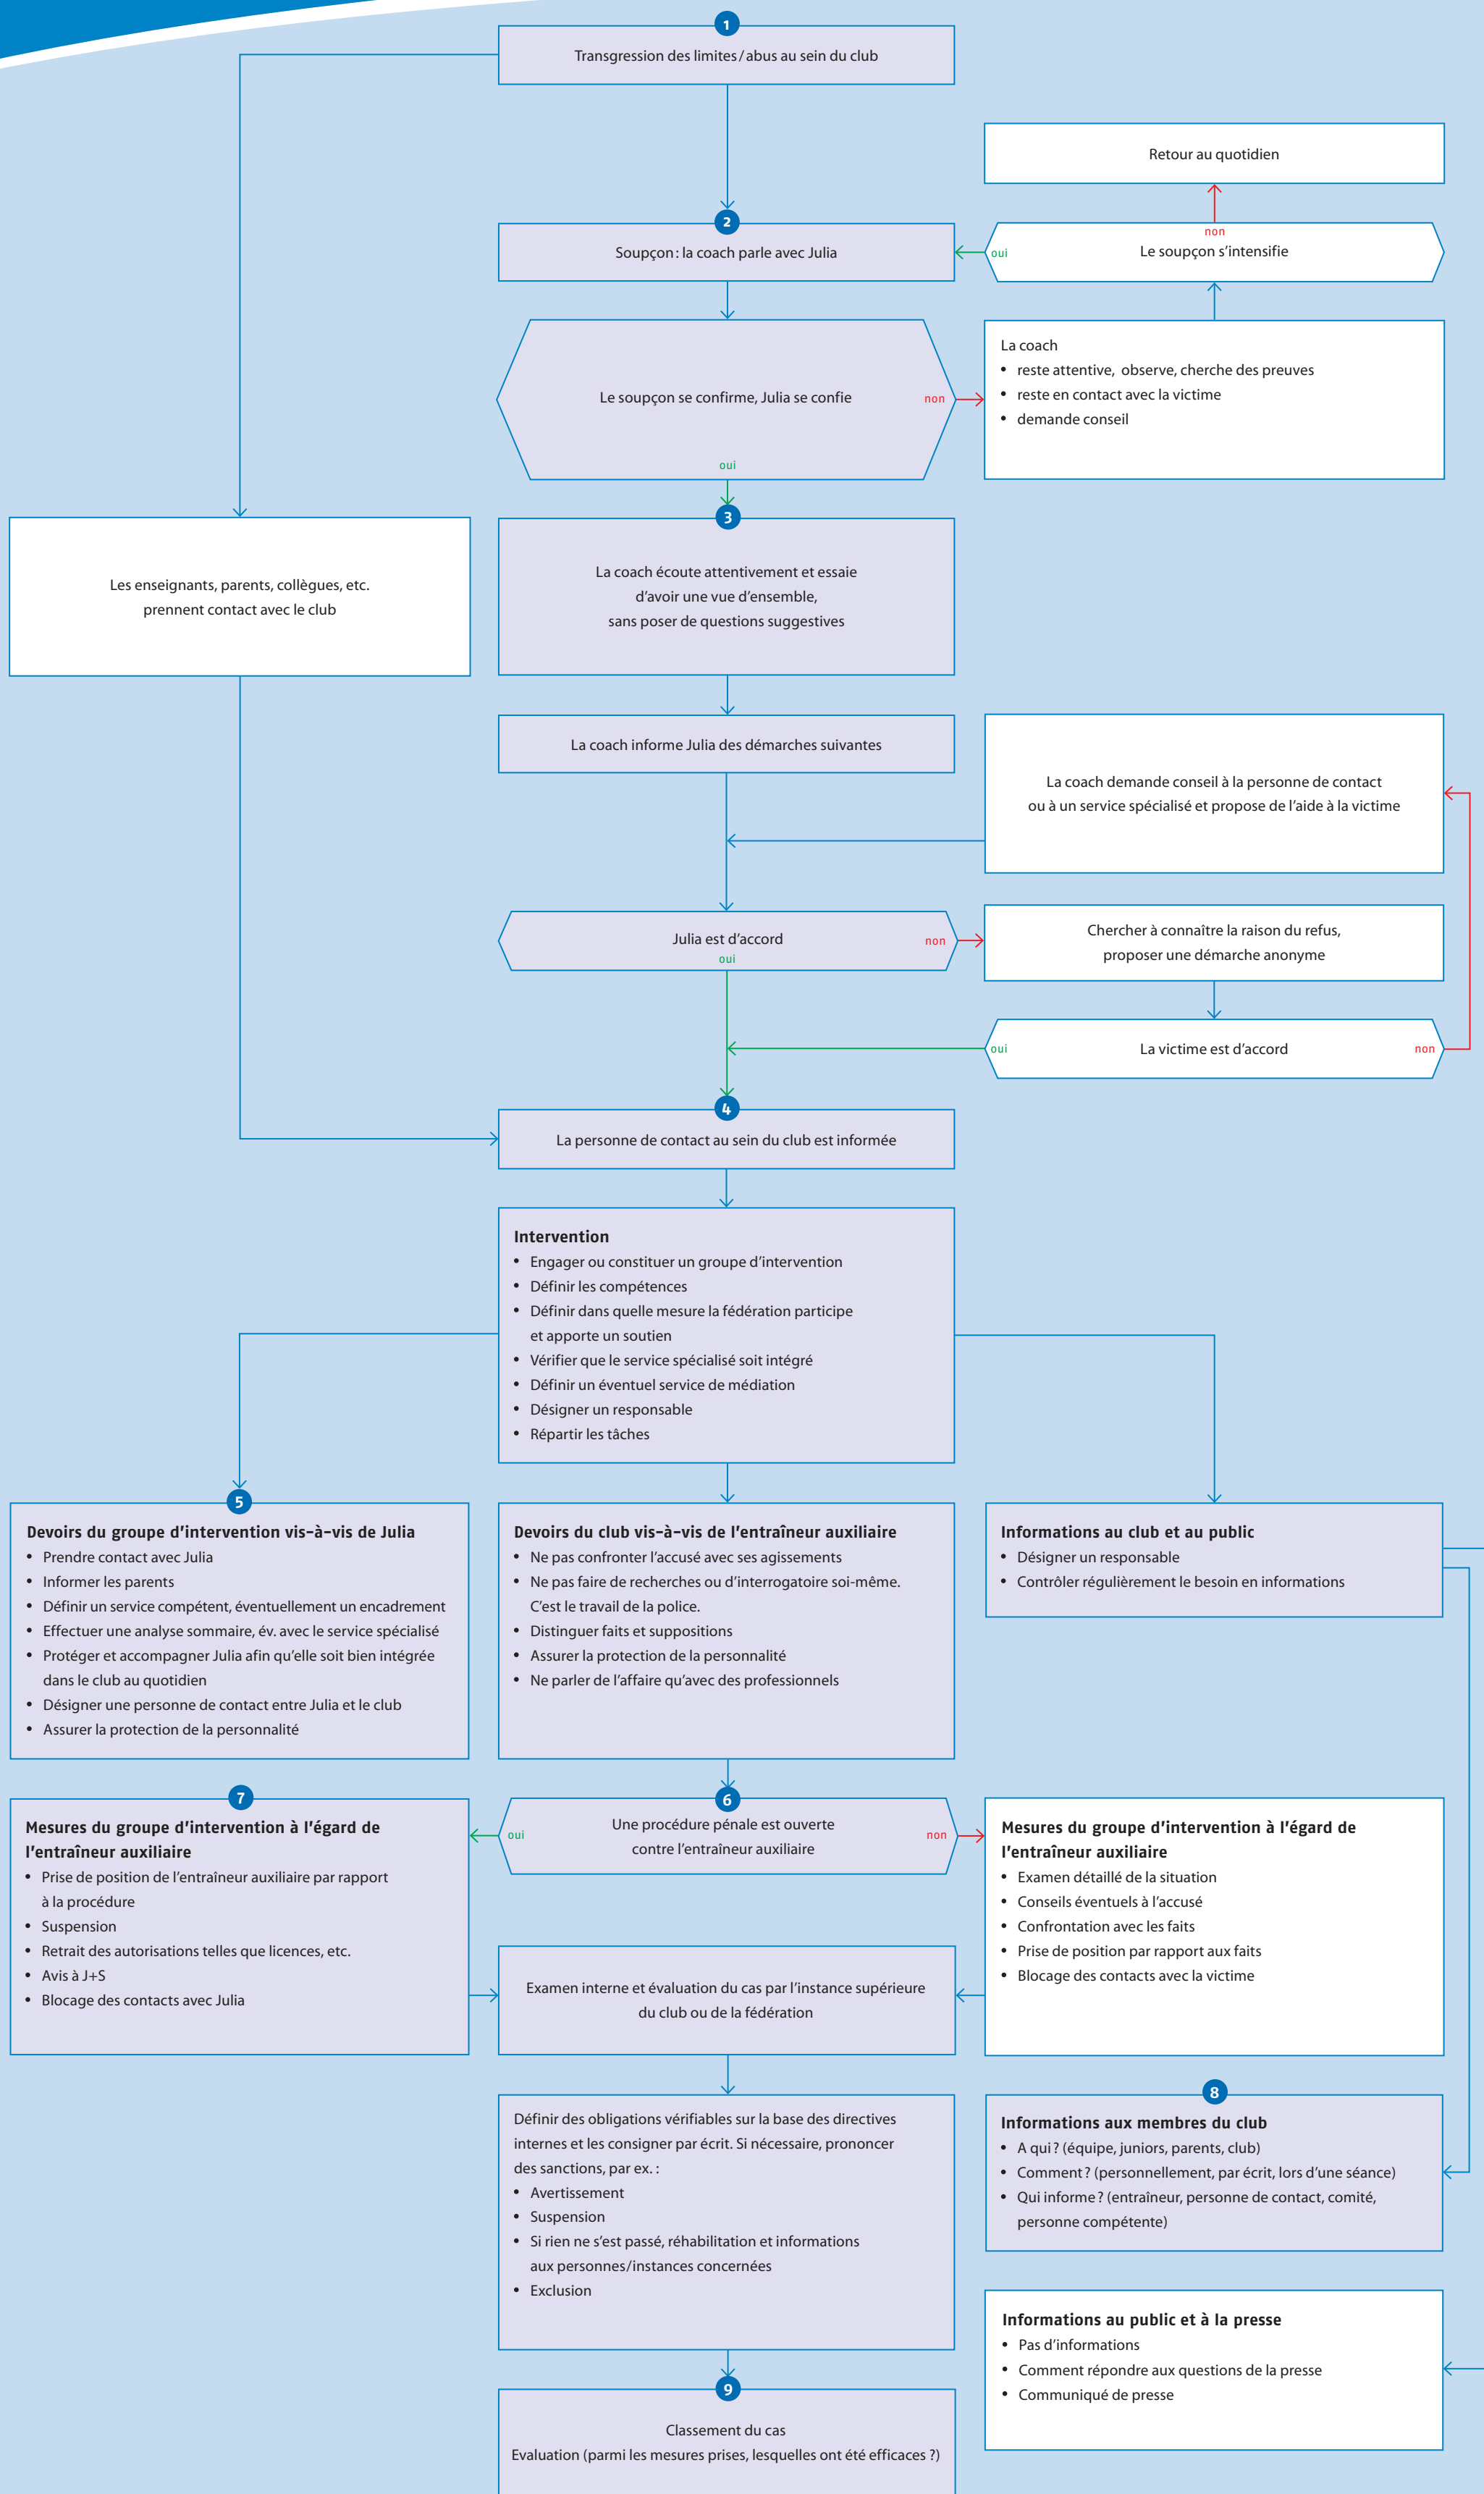 1
Transgression des limites / abus au sein du club
Retour au quotidien
non
Le soupçon s'intensifie
oui
2
Soupçon : la coach parle avec Julia
Le soupçon se confirme, Julia se confie
non
oui
La coach
• reste attentive, observe, cherche des preuves
• reste en contact avec la victime
• demande conseil
Les enseignants, parents, collègues, etc.
prennent contact avec le club
3
La coach écoute attentivement et essaie
d'avoir une vue d'ensemble,
sans poser de questions suggestives
La coach informe Julia des démarches suivantes
La coach demande conseil à la personne de contact
ou à un service spécialisé et propose de l'aide à la victime
Julia est d'accord
non
oui
Chercher à connaître la raison du refus,
proposer une démarche anonyme
oui
La victime est d'accord
non
4
La personne de contact au sein du club est informée
Intervention
• Engager ou constituer un groupe d'intervention
• Définir les compétences
• Définir dans quelle mesure la fédération participe
et apporte un soutien
• Vérifier que le service spécialisé soit intégré
• Définir un éventuel service de médiation
• Désigner un responsable
• Répartir les tâches
5
Devoirs du groupe d'intervention vis-à-vis de Julia
• Prendre contact avec Julia
• Informer les parents
• Définir un service compétent, éventuellement un encadrement
• Effectuer une analyse sommaire, év. avec le service spécialisé
• Protéger et accompagner Julia afin qu'elle soit bien intégrée
dans le club au quotidien
• Désigner une personne de contact entre Julia et le club
• Assurer la protection de la personnalité
Devoirs du club vis-à-vis de l'entraîneur auxiliaire
• Ne pas confronter l'accusé avec ses agissements
• Ne pas faire de recherches ou d'interrogatoire soi-même.
C'est le travail de la police.
• Distinguer faits et suppositions
• Assurer la protection de la personnalité
• Ne parler de l'affaire qu'avec des professionnels
Informations au club et au public
• Désigner un responsable
• Contrôler régulièrement le besoin en informations
7
Mesures du groupe d'intervention à l'égard de
l'entraîneur auxiliaire
• Prise de position de l'entraîneur auxiliaire par rapport
à la procédure
• Suspension
• Retrait des autorisations telles que licences, etc.
• Avis à J+S
• Blocage des contacts avec Julia
6
Une procédure pénale est ouverte
contre l'entraîneur auxiliaire
oui
non
Mesures du groupe d'intervention à l'égard de
l'entraîneur auxiliaire
• Examen détaillé de la situation
• Conseils éventuels à l'accusé
• Confrontation avec les faits
• Prise de position par rapport aux faits
• Blocage des contacts avec la victime
Examen interne et évaluation du cas par l'instance supérieure
du club ou de la fédération
Définir des obligations vérifiables sur la base des directives
internes et les consigner par écrit. Si nécessaire, prononcer
des sanctions, par ex. :
• Avertissement
• Suspension
• Si rien ne s'est passé, réhabilitation et informations
aux personnes/instances concernées
• Exclusion
8
Informations aux membres du club
• A qui ? (équipe, juniors, parents, club)
• Comment ? (personnellement, par écrit, lors d'une séance)
• Qui informe ? (entraîneur, personne de contact, comité,
personne compétente)
Informations au public et à la presse
• Pas d'informations
• Comment répondre aux questions de la presse
• Communiqué de presse
9
Classement du cas
Evaluation (parmi les mesures prises, lesquelles ont été efficaces ?)